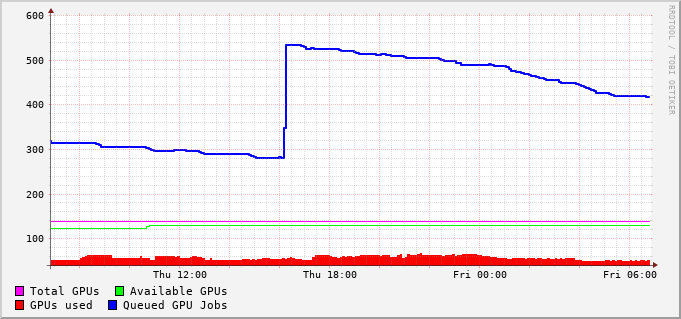 600
500
400
300
200
100
Thu 12:00 Thu 18:00 Fri 00:00 Fri 06:00
Total GPUs Available GPUs
GPUs used Queued GPU Jobs
RRDTOOL / TOBI OETIKER